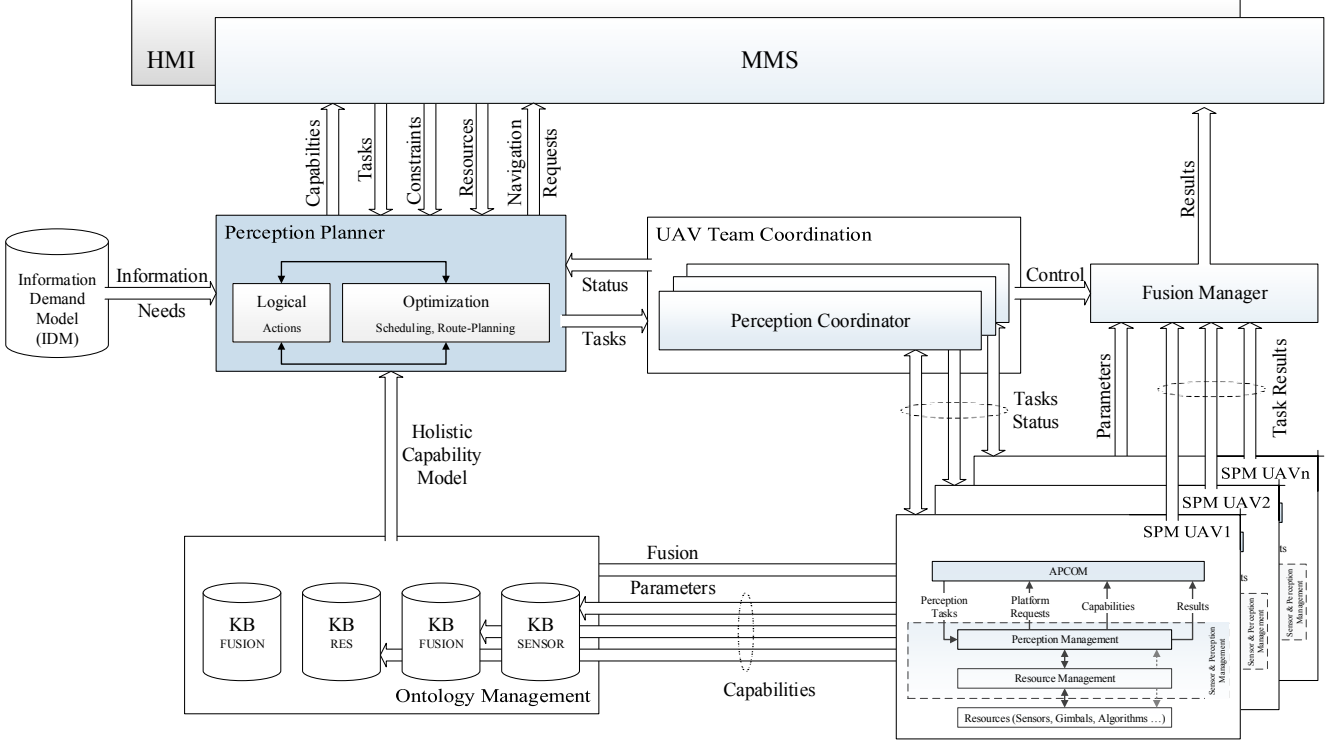 HMI
MMS
Capabilties
Tasks
Constraints
Resources
Navigation
Requests
Results
Information
Demand
Model
(IDM)
Information
Needs
Perception Planner
Logical
Actions
Optimization
Scheduling, Route-Planning
Status
Tasks
UAV Team Coordination
Perception Coordinator
Control
Fusion Manager
Holistic
Capability
Model
Tasks
Status
Parameters
Task Results
SPM UAVn
SPM UAV2
SPM UAV1
KB
FUSION
KB
RES
KB
FUSION
KB
SENSOR
Ontology Management
Fusion
Parameters
Capabilities
APCOM
Perception
Tasks
Platform
Requests
Capabilities
Results
Perception Management
Resource Management
Resources (Sensors, Gimbals, Algorithms …)
Sensor & Perception
Management
ts
Sensor & Perception
Management
ts
Sensor & Perception
Management